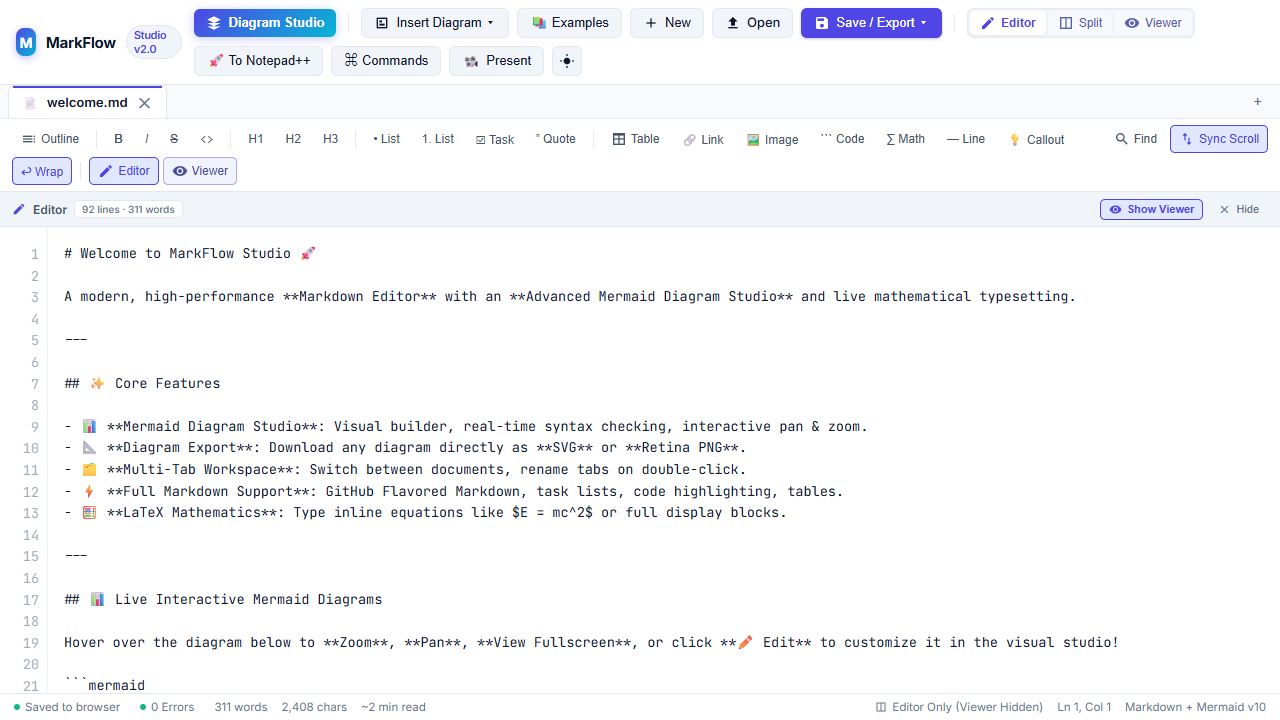 M MarkFlow Studio v2.0 Diagram Studio Insert Diagram ▾ Examples + New Open Save / Export ▾ Editor Split Viewer
🚀 To Notepad++ ⌘ Commands Present
welcome.md +
Outline B I S <> H1 H2 H3 • List 1. List ☑ Task " Quote Table 🔗 Link Image ``` Code ∑ Math — Line 💡 Callout Find Sync Scroll
↩ Wrap Editor Viewer
Editor 92 lines · 311 words Show Viewer ✕ Hide
1 # Welcome to MarkFlow Studio 🚀
2
3 A modern, high-performance **Markdown Editor** with an **Advanced Mermaid Diagram Studio** and live mathematical typesetting.
4
5 ---
6
7 ## ✨ Core Features
8
9 - 📊 **Mermaid Diagram Studio**: Visual builder, real-time syntax checking, interactive pan & zoom.
10 - 📐 **Diagram Export**: Download any diagram directly as **SVG** or **Retina PNG**.
11 - 🗂️ **Multi-Tab Workspace**: Switch between documents, rename tabs on double-click.
12 - ⚡ **Full Markdown Support**: GitHub Flavored Markdown, task lists, code highlighting, tables.
13 - 🧮 **LaTeX Mathematics**: Type inline equations like $E = mc^2$ or full display blocks.
14
15 ---
16
17 ## 📊 Live Interactive Mermaid Diagrams
18
19 Hover over the diagram below to **Zoom**, **Pan**, **View Fullscreen**, or click **✏️ Edit** to customize it in the visual studio!
20
21 ```mermaid
Saved to browser 0 Errors 311 words 2,408 chars ~2 min read Editor Only (Viewer Hidden) Ln 1, Col 1 Markdown + Mermaid v10